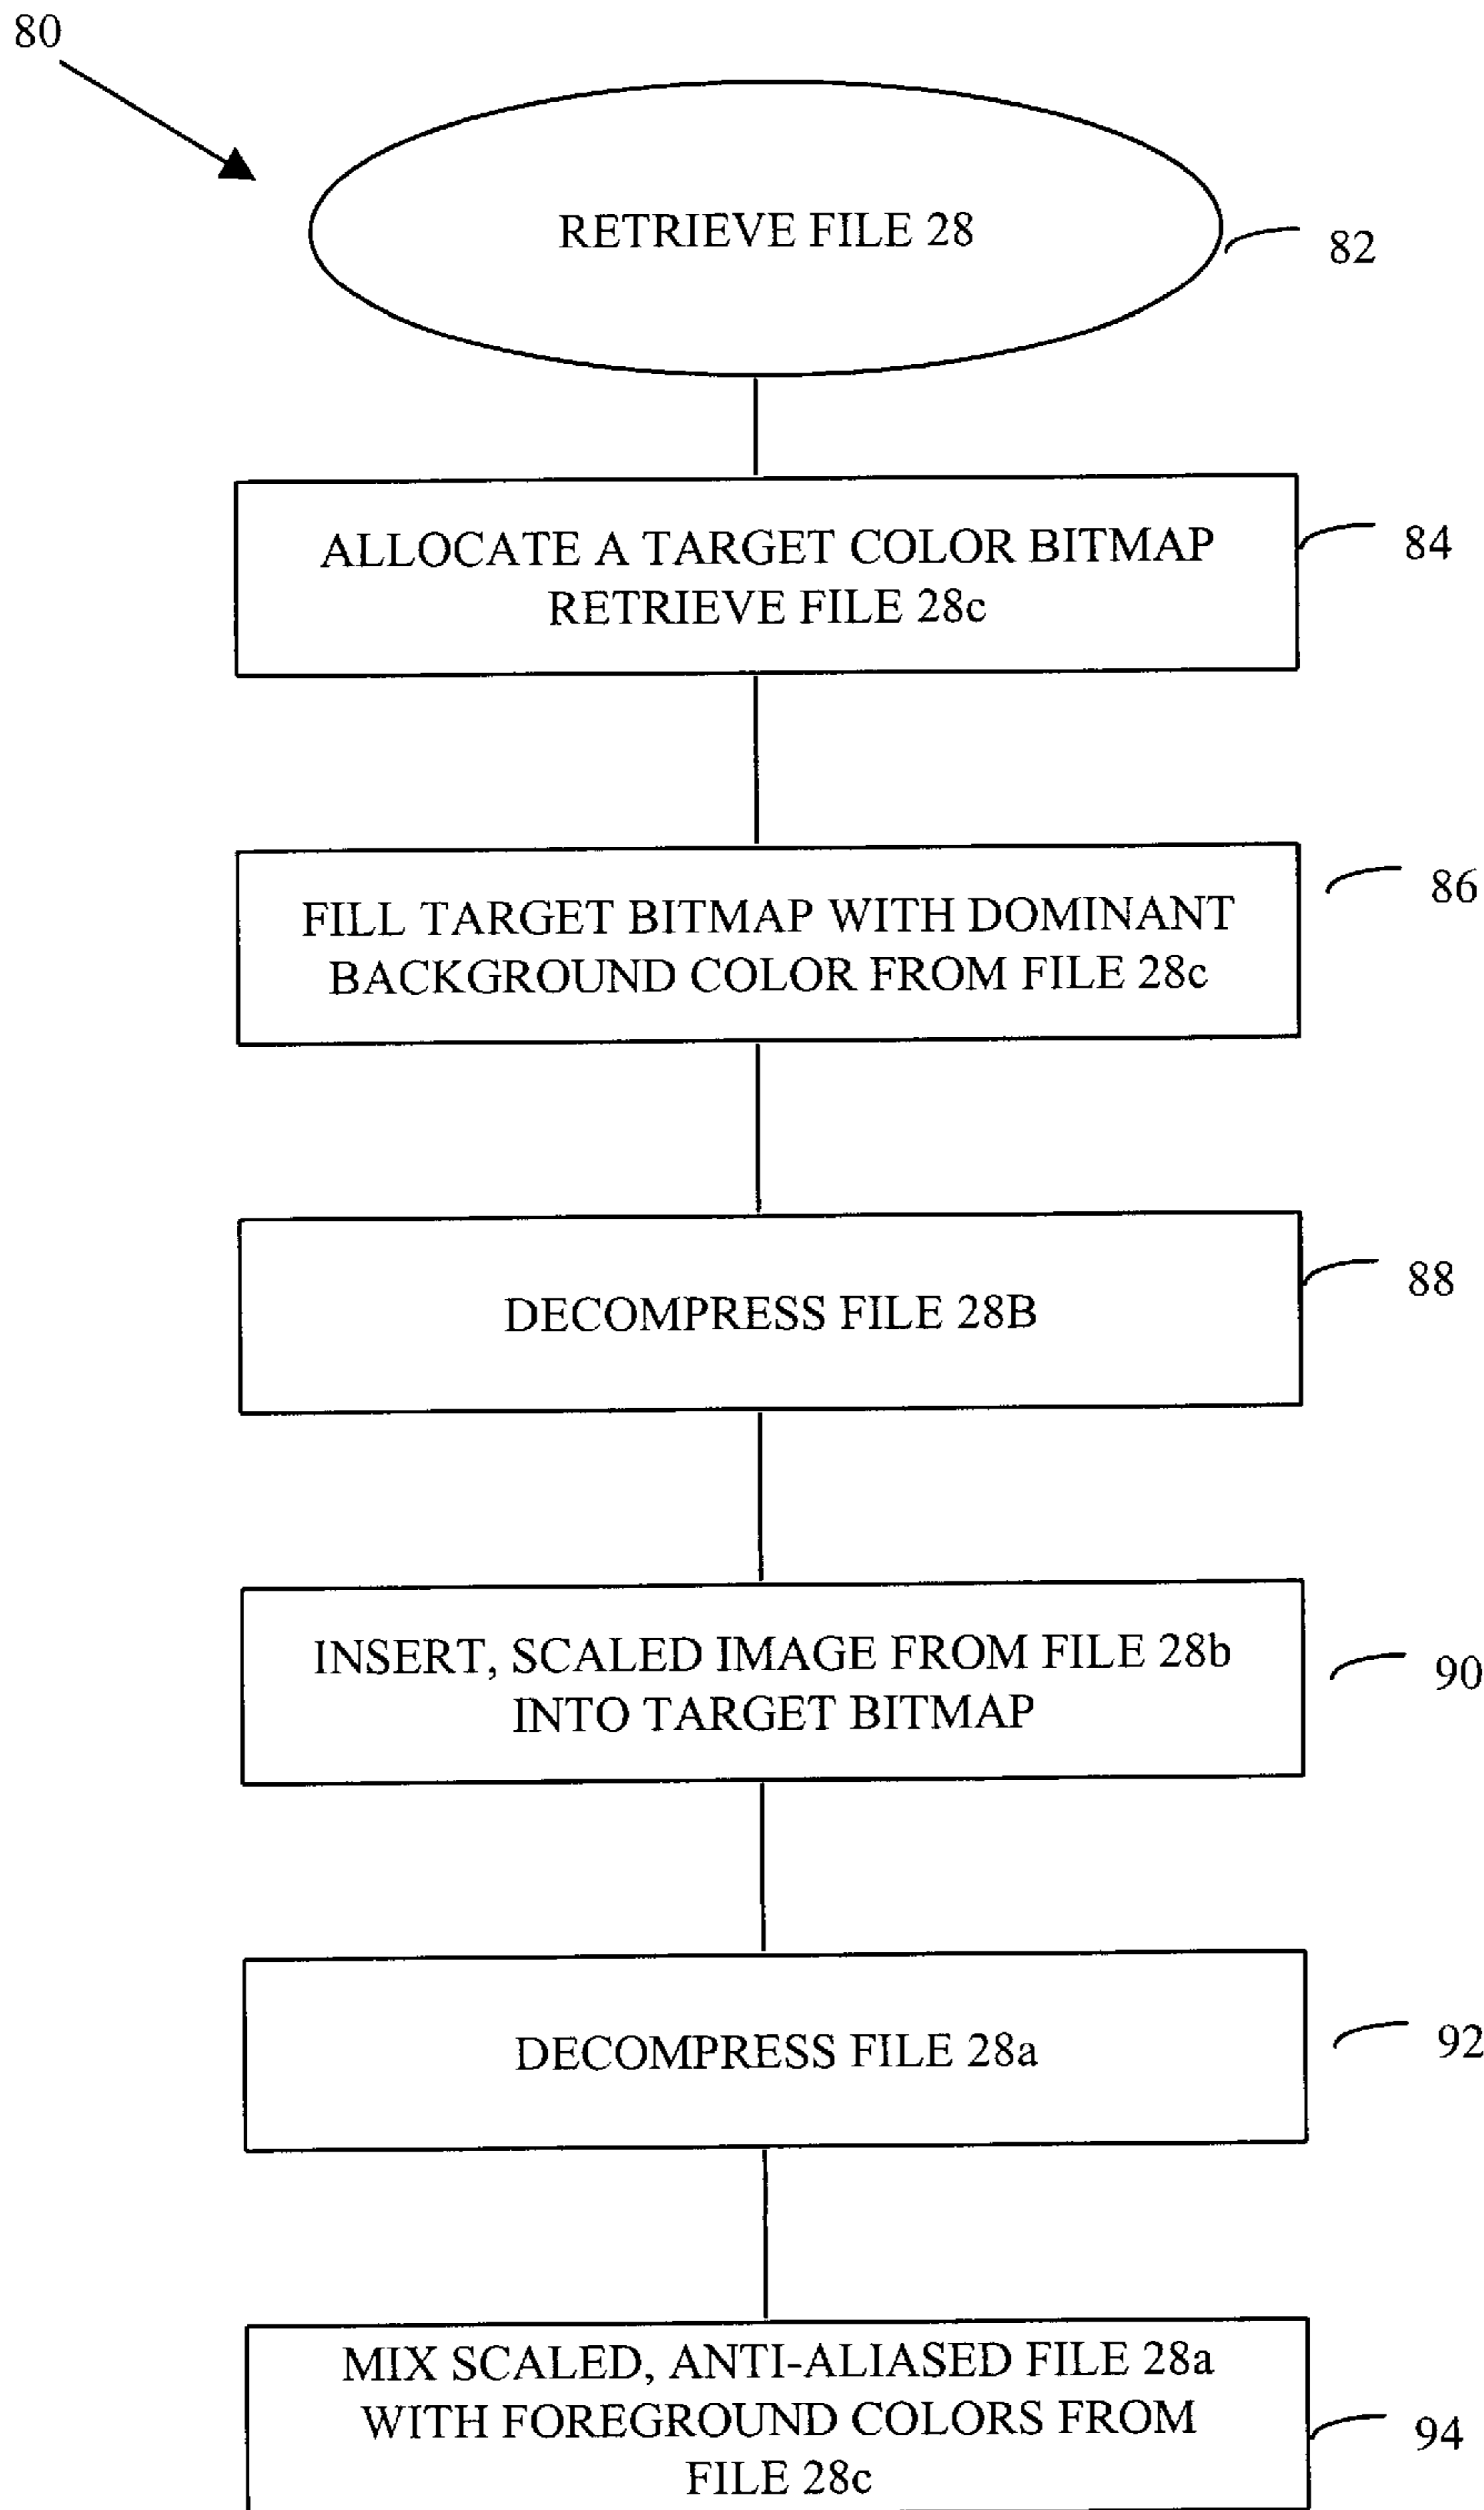 80
RETRIEVE FILE 28
82
ALLOCATE A TARGET COLOR BITMAP
RETRIEVE FILE 28c
84
FILL TARGET BITMAP WITH DOMINANT
BACKGROUND COLOR FROM FILE 28c
86
DECOMPRESS FILE 28B
88
INSERT, SCALED IMAGE FROM FILE 28b
INTO TARGET BITMAP
90
DECOMPRESS FILE 28a
92
MIX SCALED, ANTI-ALIASED FILE 28a
WITH FOREGROUND COLORS FROM
FILE 28c
94